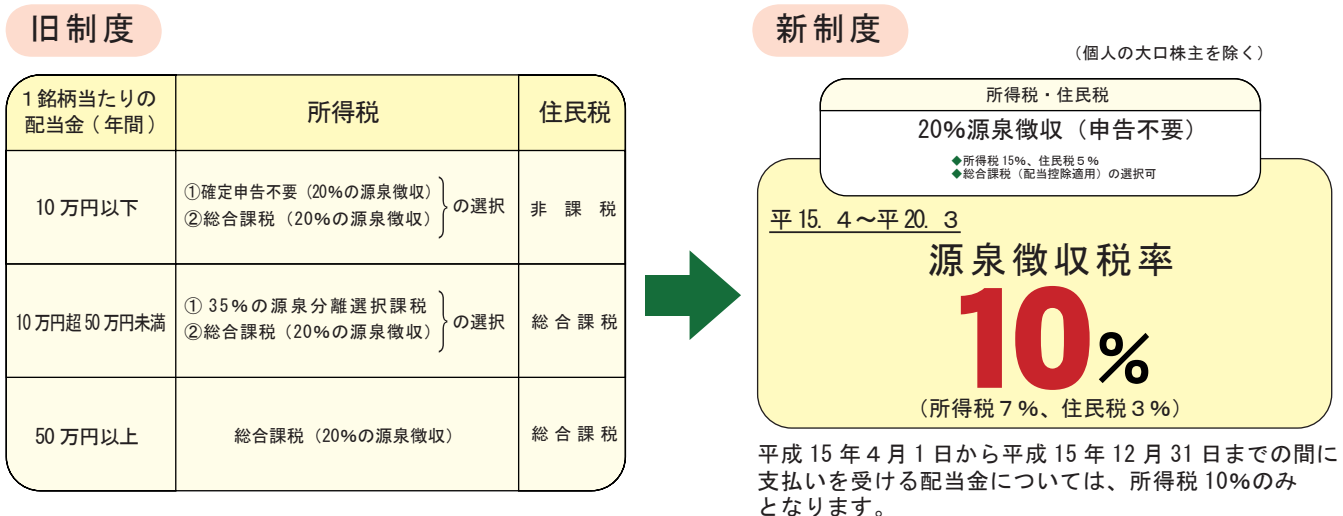 旧制度
1銘柄当たりの
配当金(年間)
所得税
住民税
10万円以下
①確定申告不要(20%の源泉徴収)
②総合課税(20%の源泉徴収)
の選択
非課税
10万円超50万円未満
①35%の源泉分離選択課税
②総合課税(20%の源泉徴収)
の選択
総合課税
50万円以上
総合課税(20%の源泉徴収)
総合課税
新制度
(個人の大口株主を除く)
所得税・住民税
20%源泉徴収(申告不要)
◆所得税15%、住民税5%
◆総合課税(配当控除適用)の選択可
平15.4~平20.3
源泉徴収税率
10%
(所得税7%、住民税3%)
平成15年4月1日から平成15年12月31日までの間に
支払いを受ける配当金については、所得税10%のみ
となります。